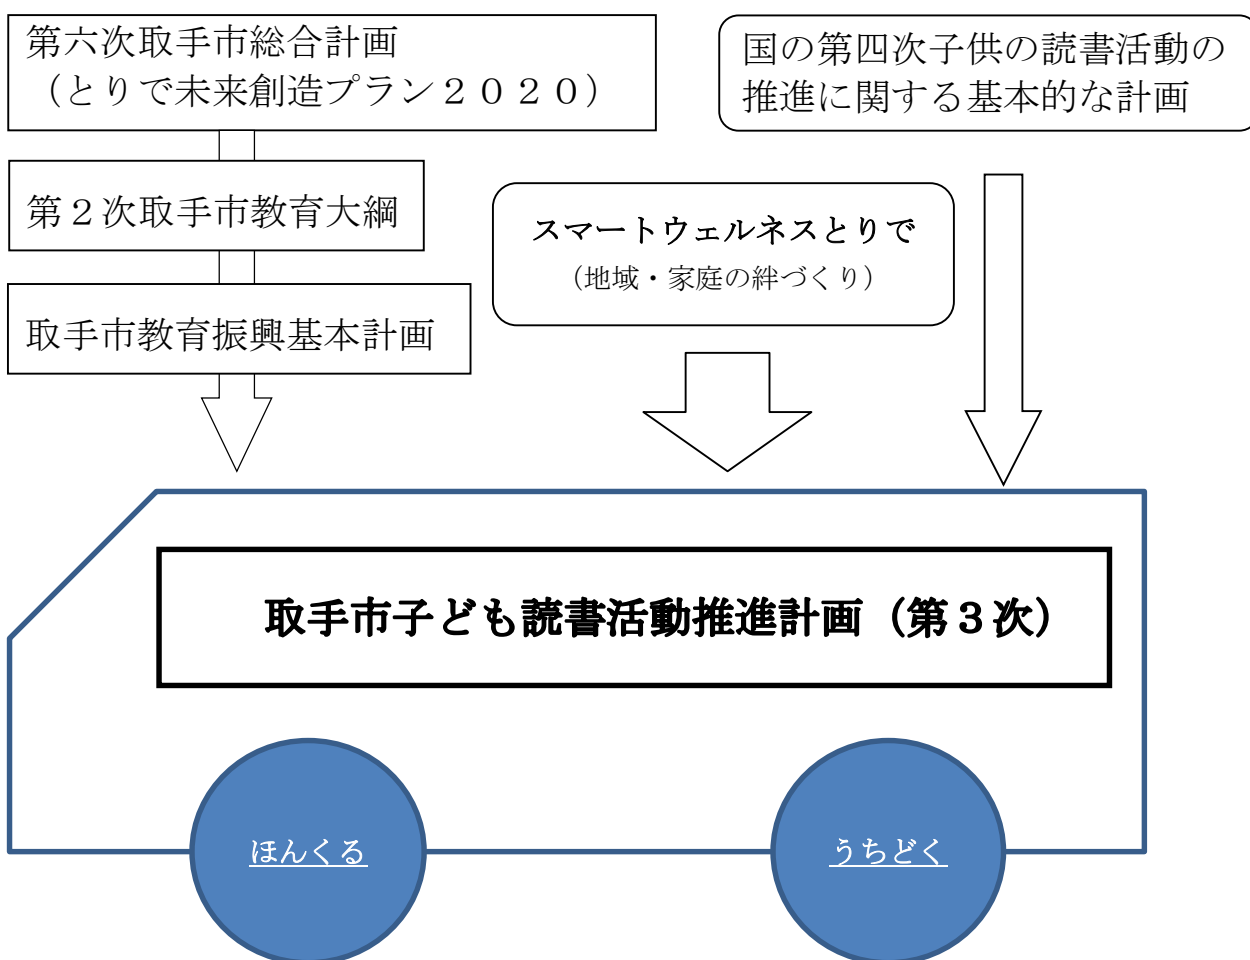 第六次取手市総合計画
（とりで未来創造プラン２０２０）
国の第四次子供の読書活動の
推進に関する基本的な計画
第２次取手市教育大綱
スマートウェルネスとりで
（地域・家庭の絆づくり）
取手市教育振興基本計画
取手市子ども読書活動推進計画（第３次）
ほんくる
うちどく